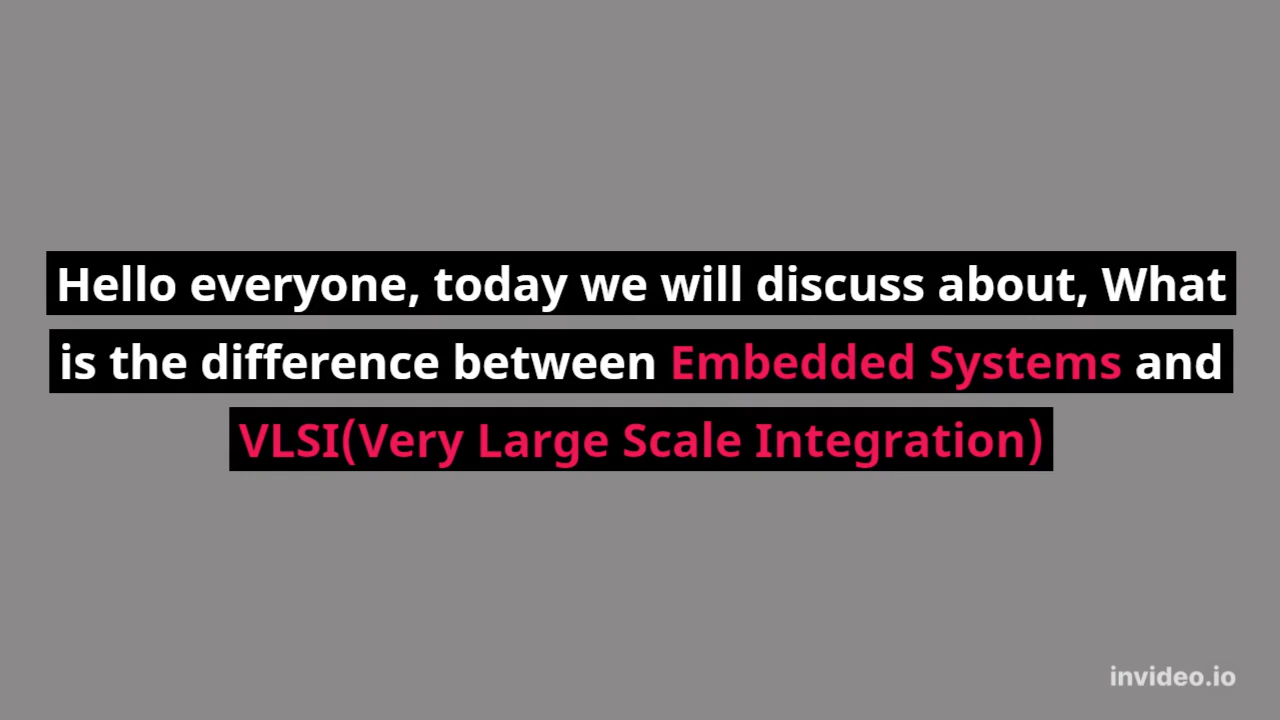 Hello everyone, today we will discuss about, What
is the difference between Embedded Systems and
VLSI(Very Large Scale Integration)
invideo.io